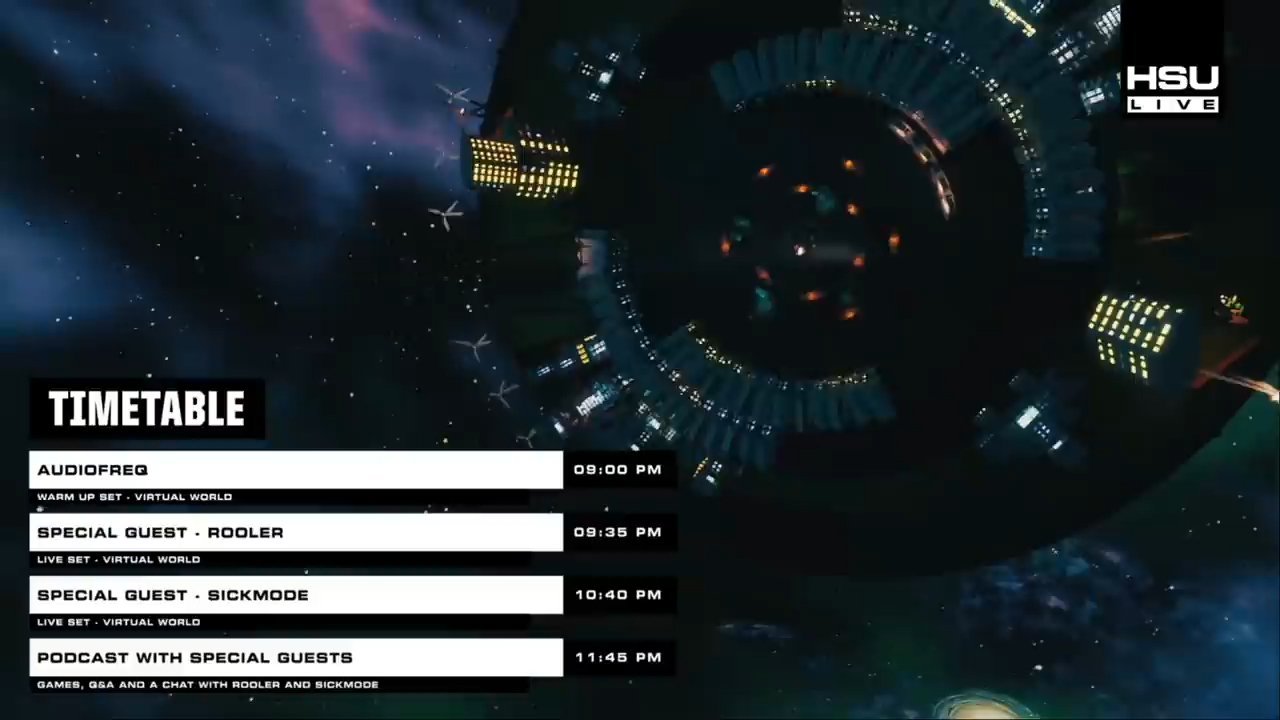 HSU
LIVE
TIMETABLE
AUDIOFREQ 09:00 PM
WARM UP SET - VIRTUAL WORLD
SPECIAL GUEST - ROOLER 09:35 PM
LIVE SET - VIRTUAL WORLD
SPECIAL GUEST - SICKMODE 10:40 PM
LIVE SET - VIRTUAL WORLD
PODCAST WITH SPECIAL GUESTS 11:45 PM
GAMES, Q&A AND A CHAT WITH ROOLER AND SICKMODE